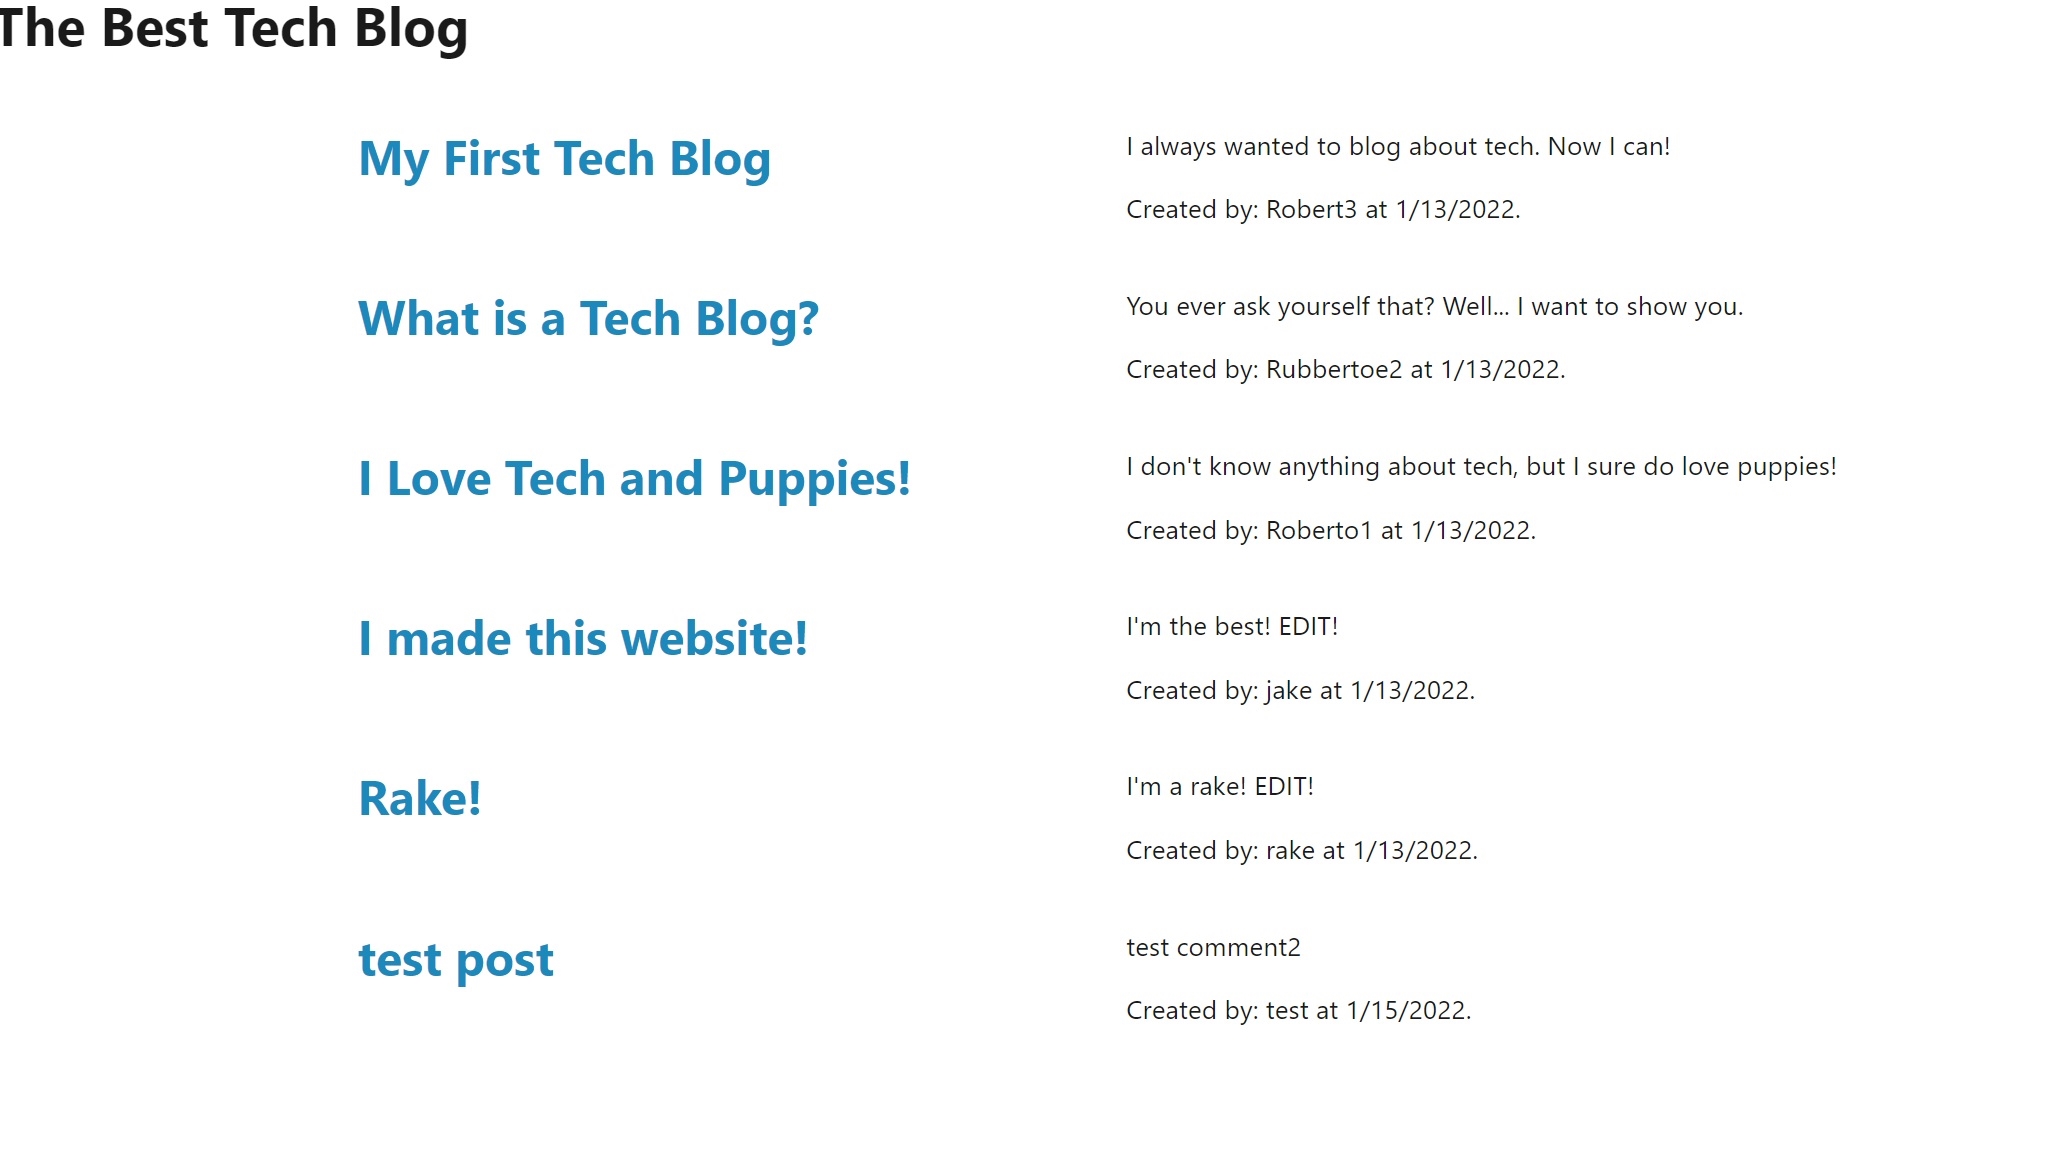 The Best Tech Blog
My First Tech Blog
I always wanted to blog about tech. Now I can!
Created by: Robert3 at 1/13/2022.
What is a Tech Blog?
You ever ask yourself that? Well... I want to show you.
Created by: Rubbertoe2 at 1/13/2022.
I Love Tech and Puppies!
I don't know anything about tech, but I sure do love puppies!
Created by: Roberto1 at 1/13/2022.
I made this website!
I'm the best! EDIT!
Created by: jake at 1/13/2022.
Rake!
I'm a rake! EDIT!
Created by: rake at 1/13/2022.
test post
test comment2
Created by: test at 1/15/2022.